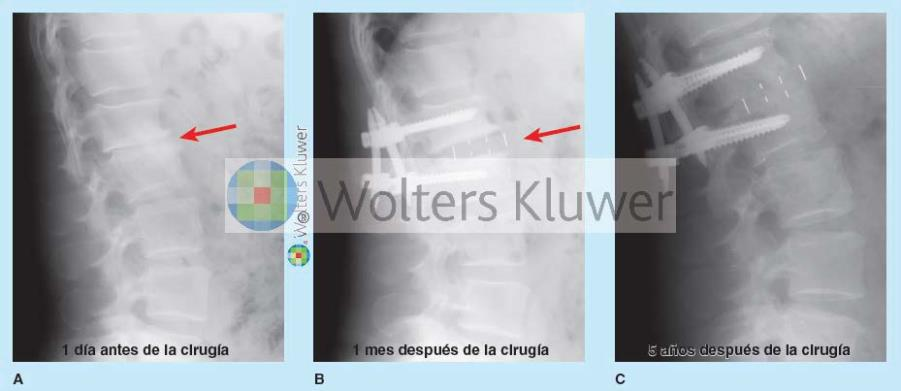 Wolters Kluwer
Wolters Kluwer
1 día antes de la cirugía
1 mes después de la cirugía
5 años después de la cirugía
A
B
C